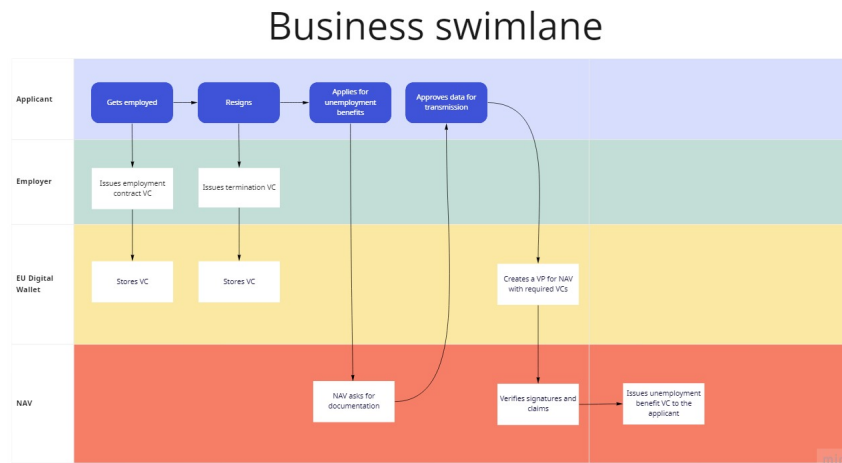 Business swimlane
Applicant
Gets employed
Resigns
Applies for
unemployment
benefits
Approves data for
transmission
Employer
Issues employment
contract VC
Issues termination VC
EU Digital
Wallet
Stores VC
Stores VC
Creates a VP for NAV
with required VCs
NAV
NAV asks for
documentation
Verifies signatures and
claims
Issues unemployment
benefit VC to the
applicant